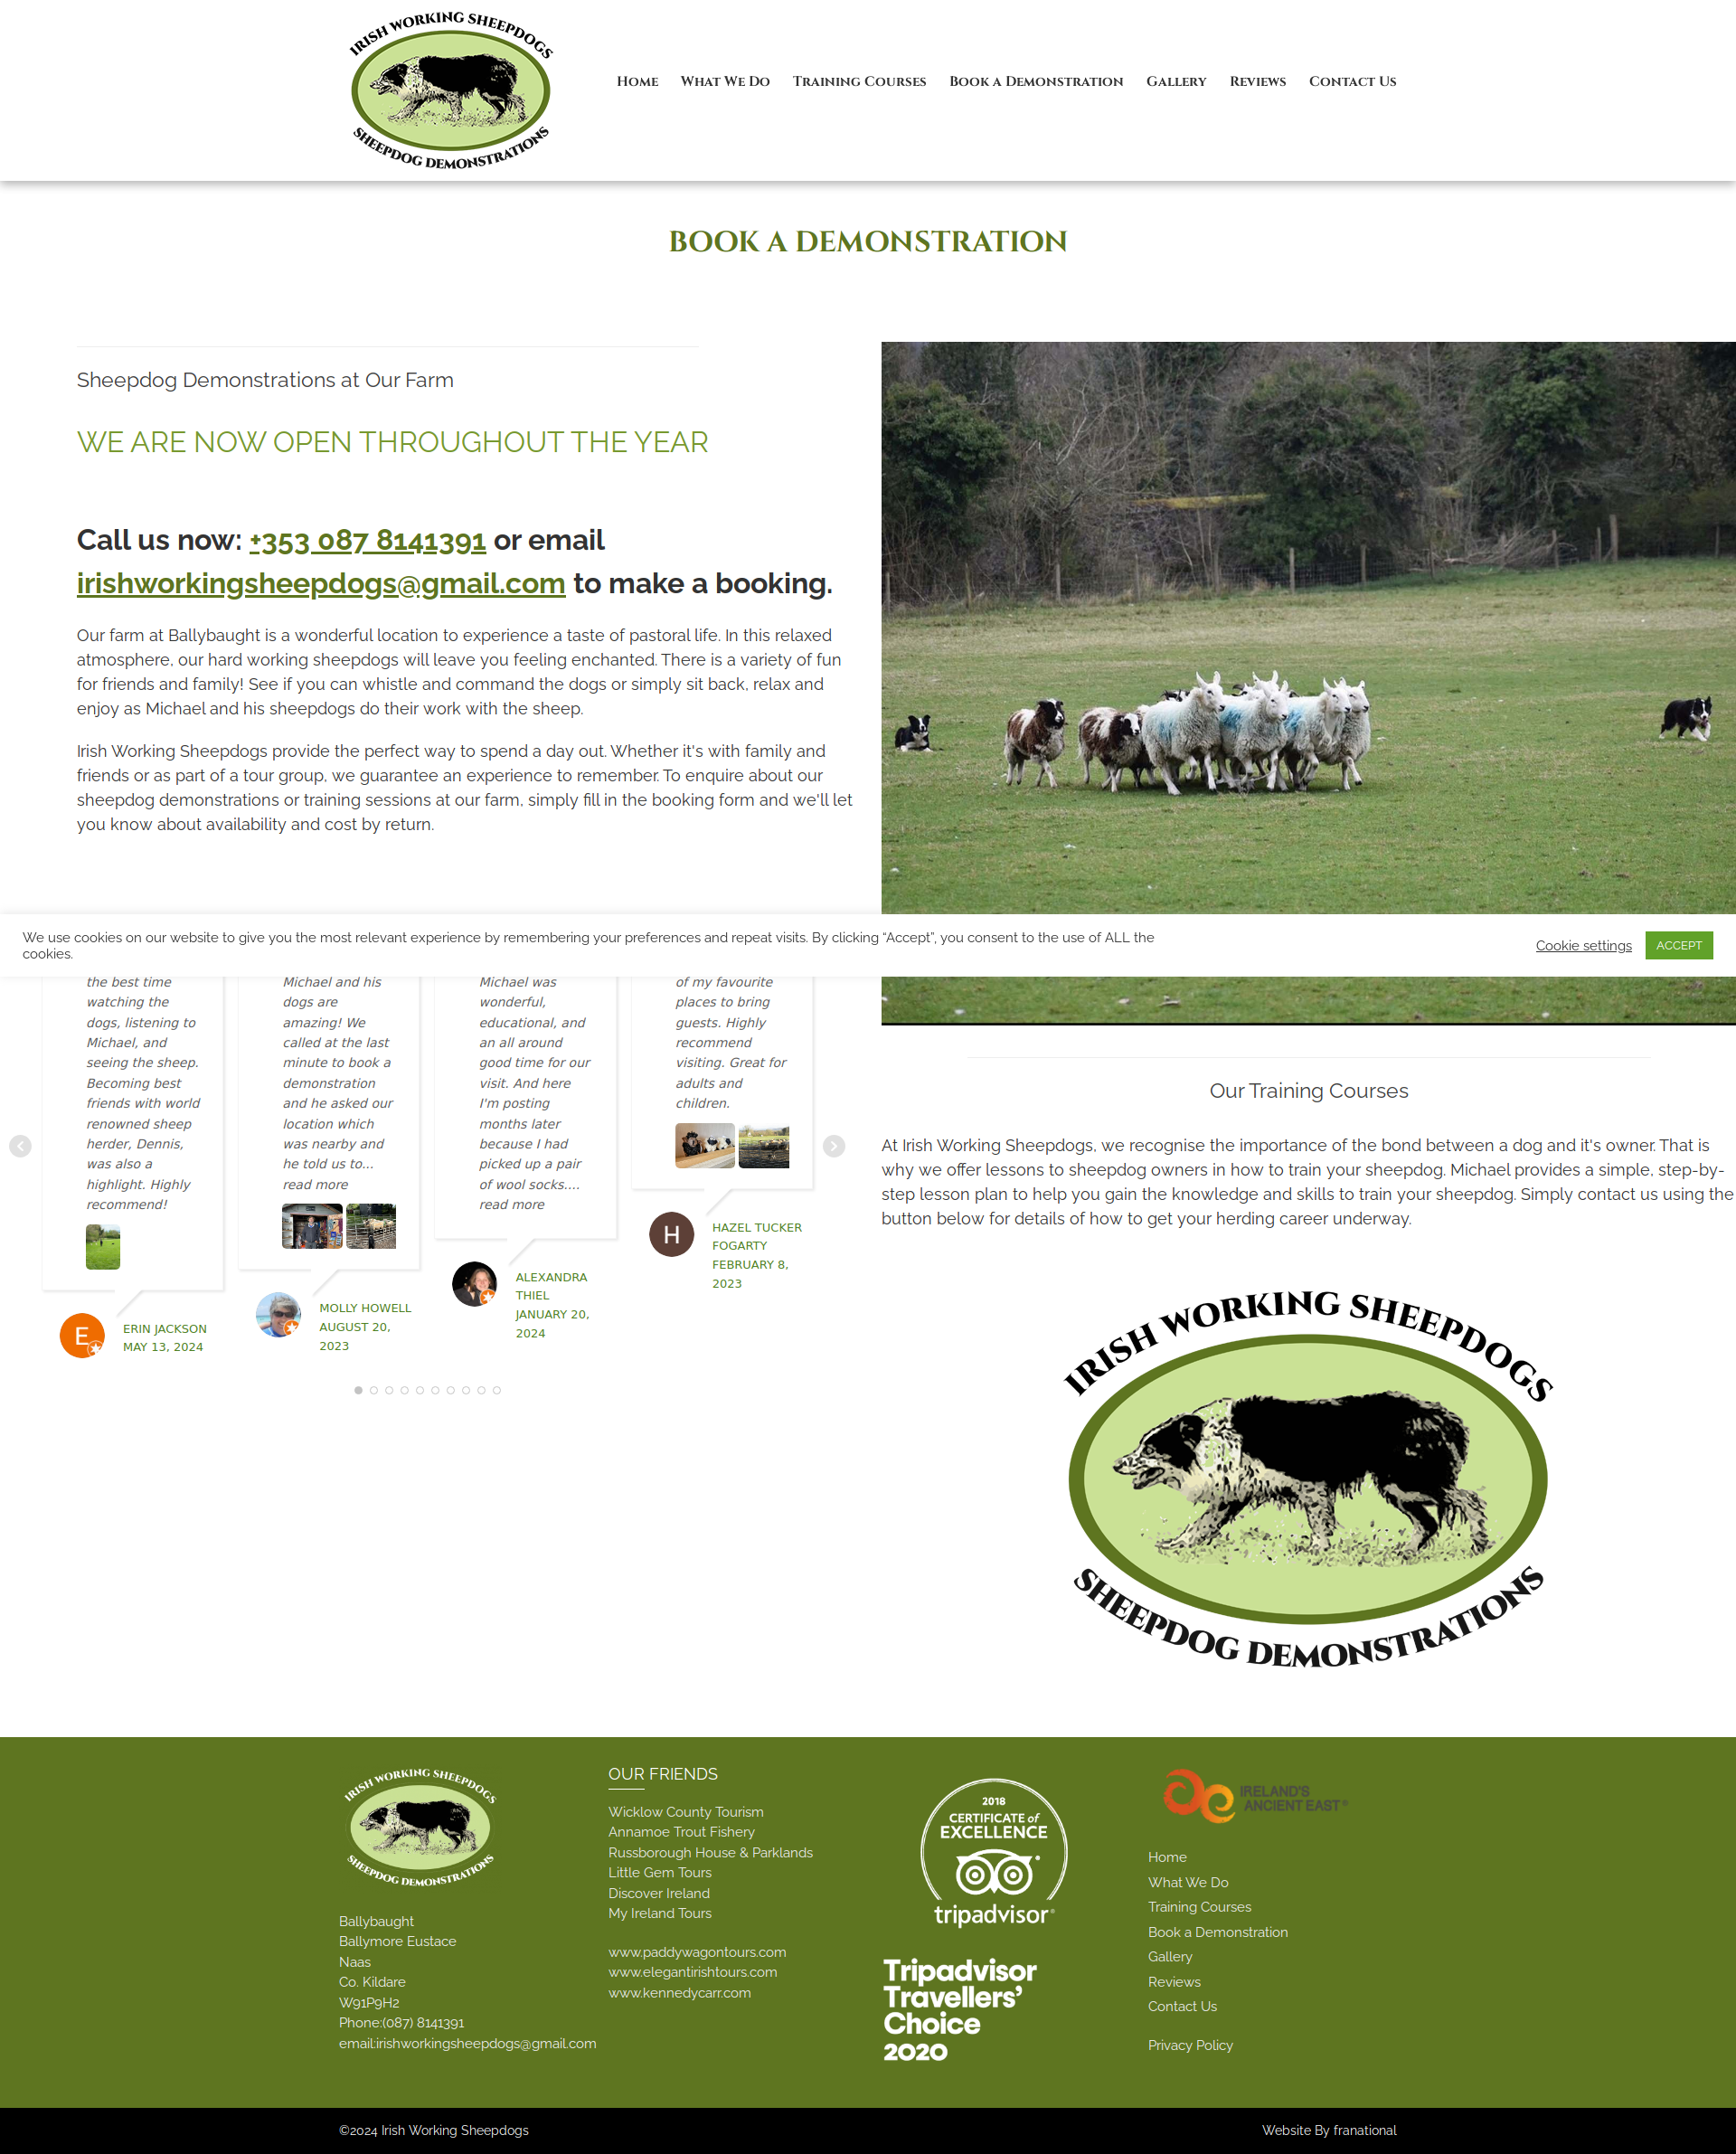 IRISH WORKING SHEEPDOGS
SHEEPDOG DEMONSTRATIONS
Home
What We Do
Training Courses
Book a Demonstration
Gallery
Reviews
Contact Us
BOOK A DEMONSTRATION
Sheepdog Demonstrations at Our Farm
WE ARE NOW OPEN THROUGHOUT THE YEAR
Call us now: +353 087 8141391 or email
irishworkingsheepdogs@gmail.com to make a booking.
Our farm at Ballybaught is a wonderful location to experience a taste of pastoral life. In this relaxed
atmosphere, our hard working sheepdogs will leave you feeling enchanted. There is a variety of fun
for friends and family! See if you can whistle and command the dogs or simply sit back, relax and
enjoy as Michael and his sheepdogs do their work with the sheep.
Irish Working Sheepdogs provide the perfect way to spend a day out. Whether it's with family and
friends or as part of a tour group, we guarantee an experience to remember. To enquire about our
sheepdog demonstrations or training sessions at our farm, simply fill in the booking form and we'll let
you know about availability and cost by return.
We use cookies on our website to give you the most relevant experience by remembering your preferences and repeat visits. By clicking “Accept”, you consent to the use of ALL the
cookies.
Cookie settings
ACCEPT
the best time
watching the
dogs, listening to
Michael, and
seeing the sheep.
Becoming best
friends with world
renowned sheep
herder, Dennis,
was also a
highlight. Highly
recommend!
E
ERIN JACKSON
MAY 13, 2024
Michael and his
dogs are
amazing! We
called at the last
minute to book a
demonstration
and he asked our
location which
was nearby and
he told us to...
read more
MOLLY HOWELL
AUGUST 20,
2023
Michael was
wonderful,
educational, and
an all around
good time for our
visit. And here
I'm posting
months later
because I had
picked up a pair
of wool socks....
read more
ALEXANDRA
THIEL
JANUARY 20,
2024
of my favourite
places to bring
guests. Highly
recommend
visiting. Great for
adults and
children.
H
HAZEL TUCKER
FOGARTY
FEBRUARY 8,
2023
Our Training Courses
At Irish Working Sheepdogs, we recognise the importance of the bond between a dog and it's owner. That is
why we offer lessons to sheepdog owners in how to train your sheepdog. Michael provides a simple, step-by-
step lesson plan to help you gain the knowledge and skills to train your sheepdog. Simply contact us using the
button below for details of how to get your herding career underway.
IRISH WORKING SHEEPDOGS
SHEEPDOG DEMONSTRATIONS
IRISH WORKING SHEEPDOGS
SHEEPDOG DEMONSTRATIONS
Ballybaught
Ballymore Eustace
Naas
Co. Kildare
W91P9H2
Phone:(087) 8141391
email:irishworkingsheepdogs@gmail.com
OUR FRIENDS
Wicklow County Tourism
Annamoe Trout Fishery
Russborough House & Parklands
Little Gem Tours
Discover Ireland
My Ireland Tours
www.paddywagontours.com
www.elegantirishtours.com
www.kennedycarr.com
2018
CERTIFICATE of
EXCELLENCE
tripadvisor®
Tripadvisor
Travellers’
Choice
2020
IRELAND'S
ANCIENT EAST®
Home
What We Do
Training Courses
Book a Demonstration
Gallery
Reviews
Contact Us
Privacy Policy
©2024 Irish Working Sheepdogs
Website By franational